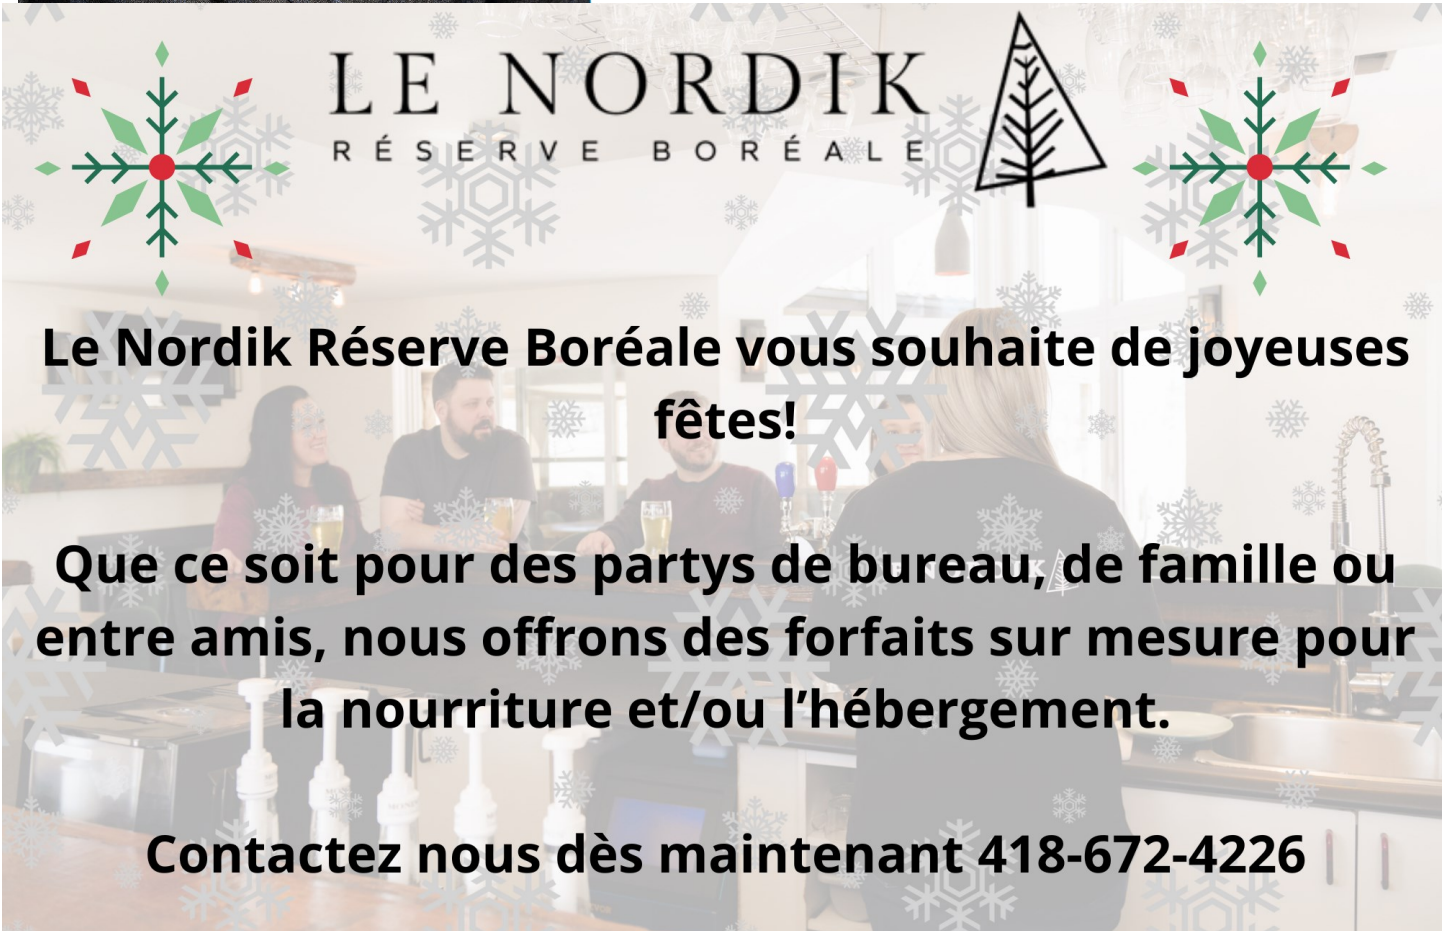 LE NORDIK
RÉSERVE BORÉALE
Le Nordik Réserve Boréale vous souhaite de joyeuses
fêtes!
Que ce soit pour des partys de bureau, de famille ou
entre amis, nous offrons des forfaits sur mesure pour
la nourriture et/ou l’hébergement.
Contactez nous dès maintenant 418-672-4226